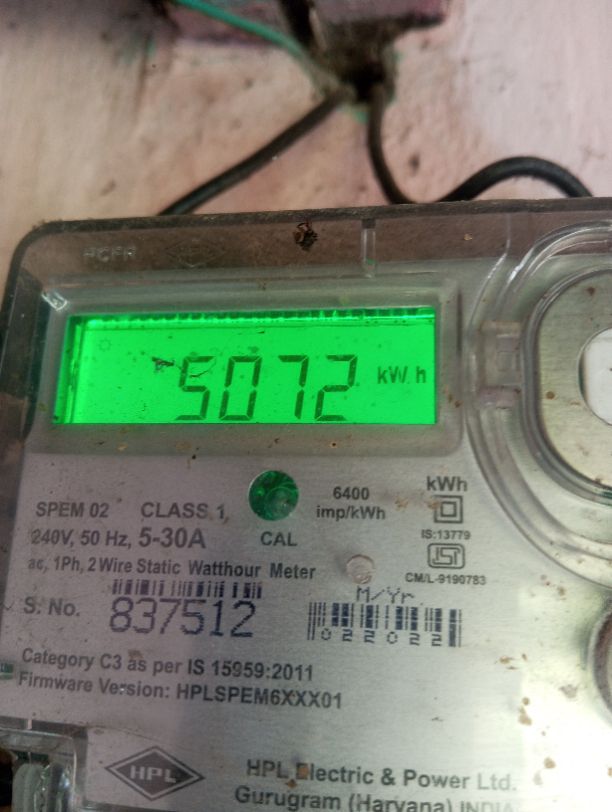 5072 kW h
SPEM 02 CLASS 1
240V, 50 Hz, 5-30A
ac, 1Ph, 2 Wire Static Watthour Meter
CAL
6400
imp/kWh
kWh
IS:13779
ISI
CM/L-9190783
S. No. 837512
M/Yr.
022022
Category C3 as per IS 15959:2011
Firmware Version: HPLSPEM6XXX01
HPL
HPL Electric & Power Ltd.
Gurugram (Haryana) INDIA